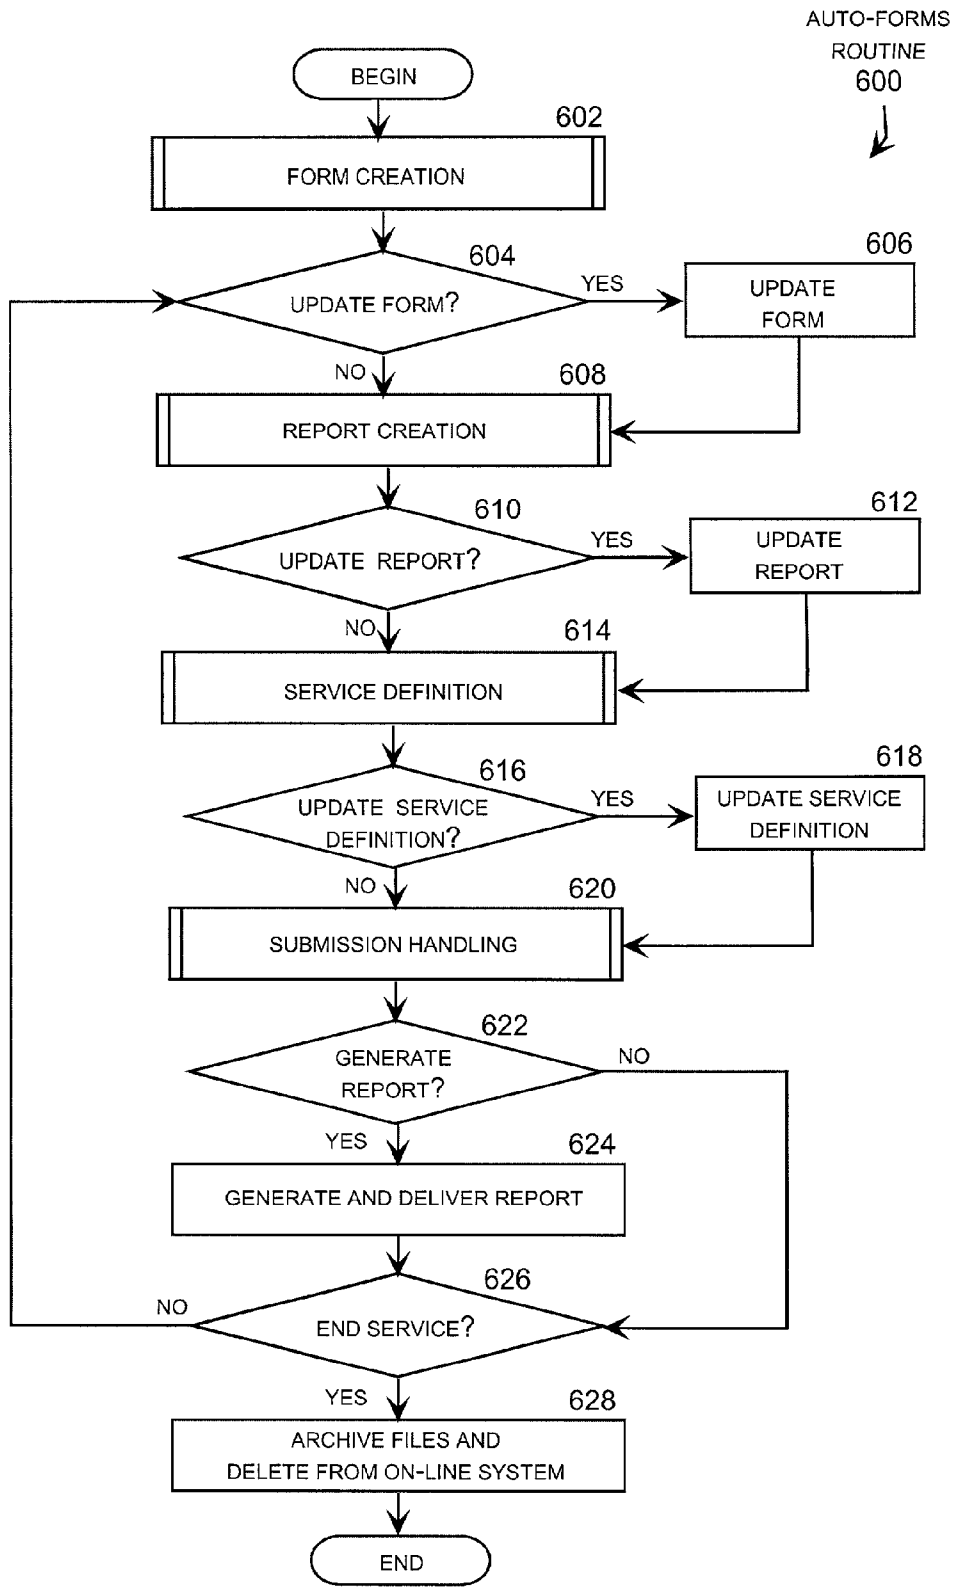 AUTO-FORMS
ROUTINE
600
BEGIN
602
FORM CREATION
604
UPDATE FORM?
YES
606
UPDATE
FORM
NO
608
REPORT CREATION
610
UPDATE REPORT?
YES
612
UPDATE
REPORT
NO
614
SERVICE DEFINITION
616
UPDATE SERVICE
DEFINITION?
YES
618
UPDATE SERVICE
DEFINITION
NO
620
SUBMISSION HANDLING
622
GENERATE
REPORT?
NO
YES
624
GENERATE AND DELIVER REPORT
626
END SERVICE?
NO
YES
628
ARCHIVE FILES AND
DELETE FROM ON-LINE SYSTEM
END